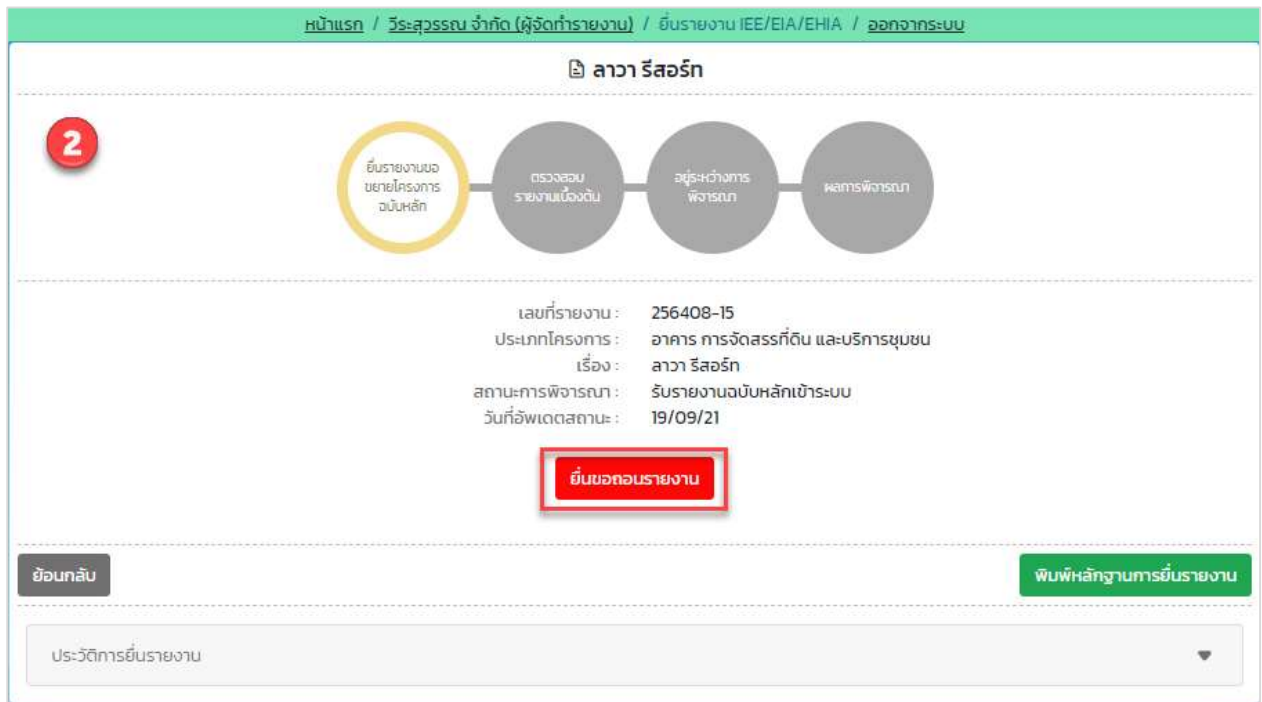 หน้าแรก / วีระสุวรรณ จำกัด (ผู้จัดทำรายงาน) / ยื่นรายงาน IEE/EIA/EHIA / ออกจากระบบ
ลาวา รีสอร์ท
2
ยื่นรายงานขอ
ขยายโครงการ
ฉบับหลัก
ตรวจสอบ
รายงานเบื้องต้น
อยู่ระหว่างการ
พิจารณา
ผลการพิจารณา
เลขที่รายงาน : 256408-15
ประเภทโครงการ : อาคาร การจัดสรรที่ดิน และบริการชุมชน
เรื่อง : ลาวา รีสอร์ท
สถานะการพิจารณา : รับรายงานฉบับหลักเข้าระบบ
วันที่อัพเดตสถานะ : 19/09/21
ยื่นขอถอนรายงาน
ย้อนกลับ
พิมพ์หลักฐานการยื่นรายงาน
ประวัติการยื่นรายงาน